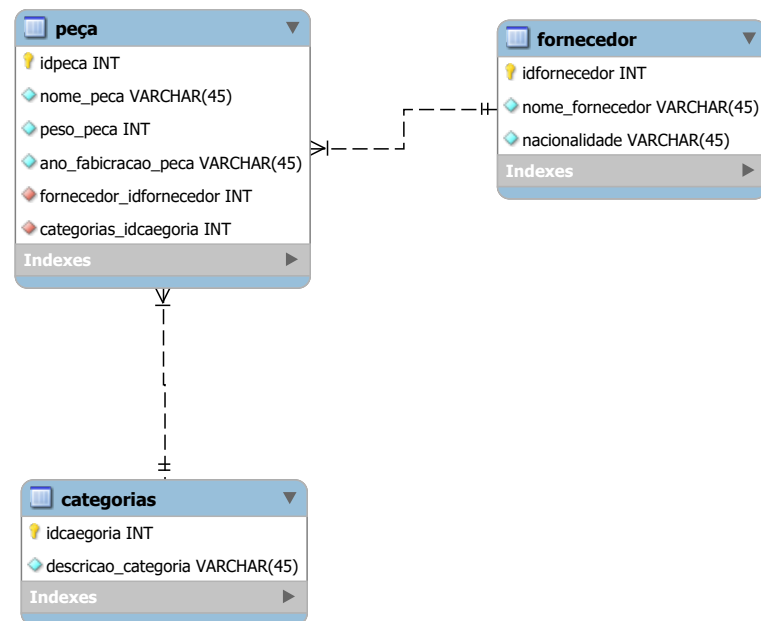 peça
idpeca INT
nome_peca VARCHAR(45)
peso_peca INT
ano_fabicracao_peca VARCHAR(45)
fornecedor_idfornecedor INT
categorias_idcaegoria INT
Indexes
fornecedor
idfornecedor INT
nome_fornecedor VARCHAR(45)
nacionalidade VARCHAR(45)
Indexes
categorias
idcaegoria INT
descricao_categoria VARCHAR(45)
Indexes